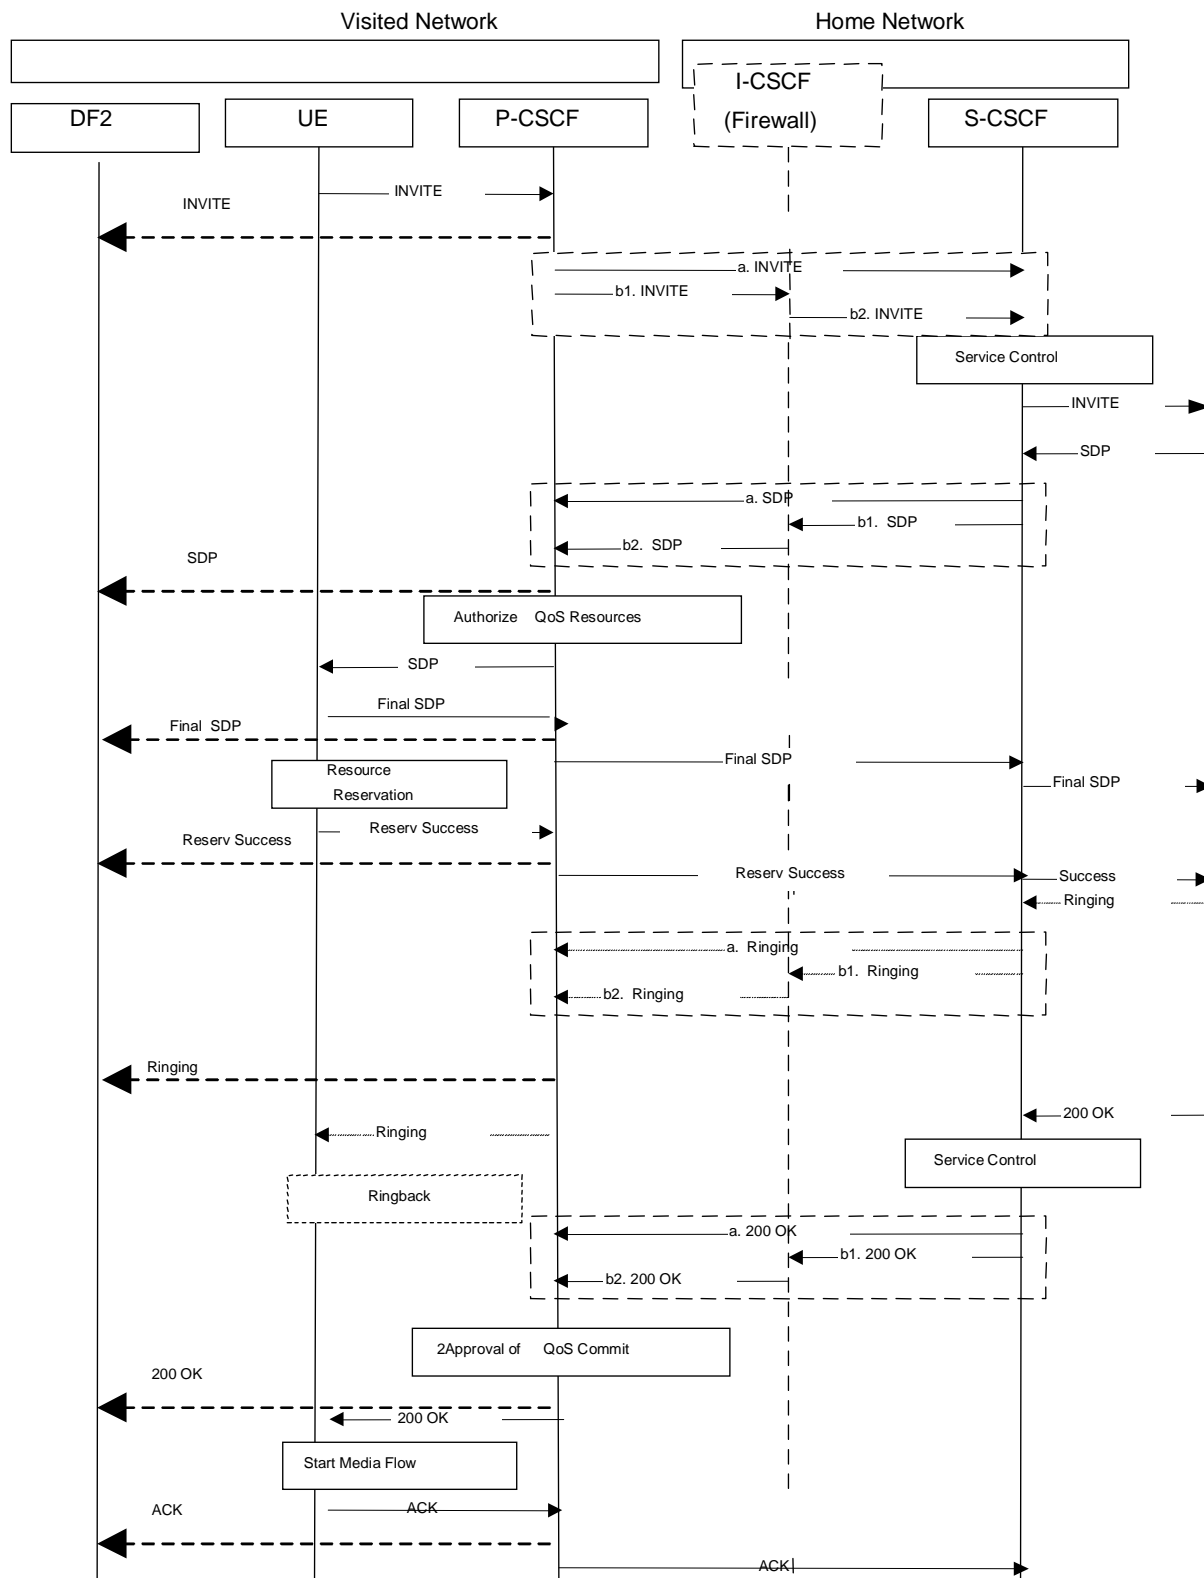 Visited Network
Home Network
DF2
UE
P-CSCF
I-CSCF
(Firewall)
S-CSCF
INVITE
INVITE
a. INVITE
b1. INVITE
b2. INVITE
Service Control
INVITE
SDP
a. SDP
b1. SDP
b2. SDP
SDP
Authorize QoS Resources
SDP
Final SDP
Final SDP
Final SDP
Resource
Reservation
Final SDP
Reserv Success
Reserv Success
Reserv Success
Success
Ringing
a. Ringing
b1. Ringing
b2. Ringing
Ringing
200 OK
Ringing
Service Control
Ringback
a. 200 OK
b1. 200 OK
b2. 200 OK
2Approval of QoS Commit
200 OK
200 OK
Start Media Flow
ACK
ACK
ACK